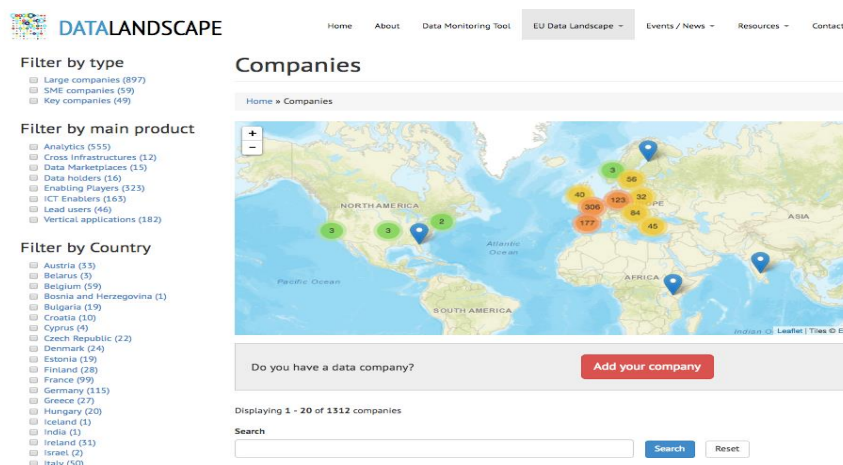 DATALANDSCAPE
Home About Data Monitoring Tool EU Data Landscape Events / News Resources Contact
Filter by type
Large companies (897)
SME companies (59)
Key companies (49)
Filter by main product
Analytics (555)
Cross Infrastructures (12)
Data Marketplaces (15)
Data holders (16)
Enabling Players (323)
ICT Enablers (163)
Lead users (46)
Vertical applications (182)
Filter by Country
Austria (33)
Belarus (3)
Belgium (59)
Bosnia and Herzegovina (1)
Bulgaria (19)
Croatia (10)
Cyprus (4)
Czech Republic (22)
Denmark (24)
Estonia (19)
Finland (28)
France (99)
Germany (115)
Greece (27)
Hungary (20)
Iceland (1)
India (1)
Ireland (31)
Israel (2)
Italy (50)
Companies
Home » Companies
+
−
3
56
40
306
123
32
PE
84
177
45
NORTH AMERICA
3
3
2
ASIA
Atlantic
Ocean
Pacific Ocean
AFRICA
SOUTH AMERICA
Indian O Leaflet | Tiles © E
Do you have a data company?
Add your company
Displaying 1 - 20 of 1312 companies
Search
Search Reset